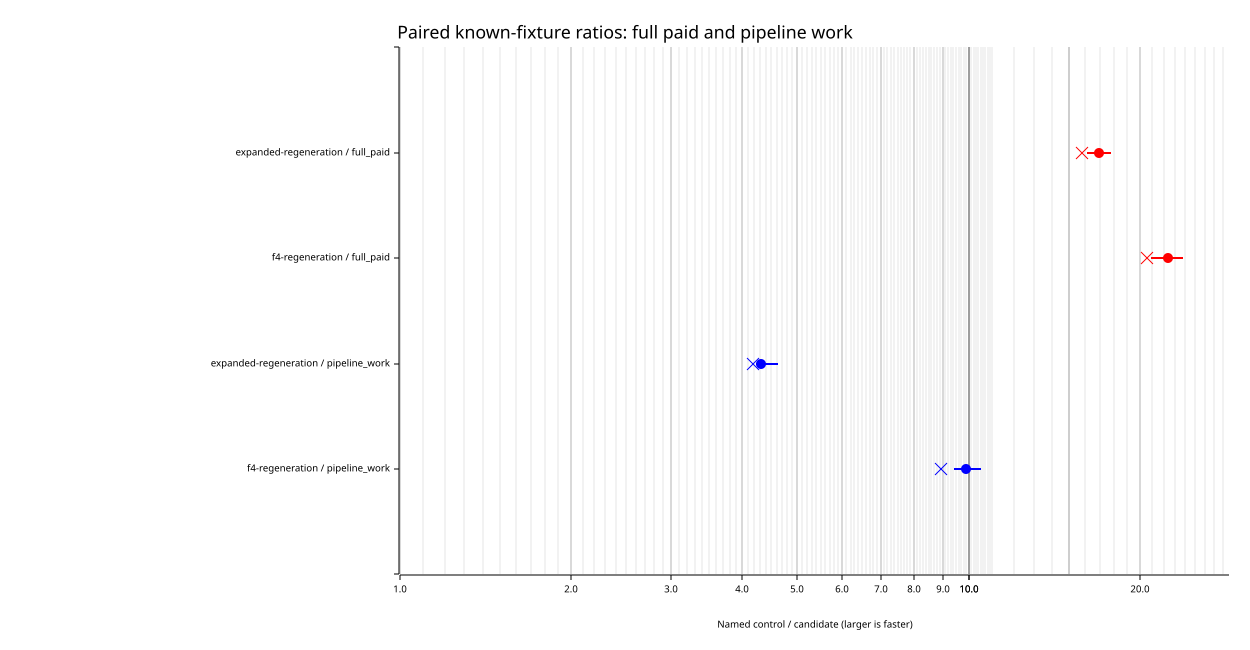 Paired known-fixture ratios: full paid and pipeline work
expanded-regeneration / full_paid
f4-regeneration / full_paid
expanded-regeneration / pipeline_work
f4-regeneration / pipeline_work
1.0 2.0 3.0 4.0 5.0 6.0 7.0 8.0 9.0 10.0 20.0
Named control / candidate (larger is faster)